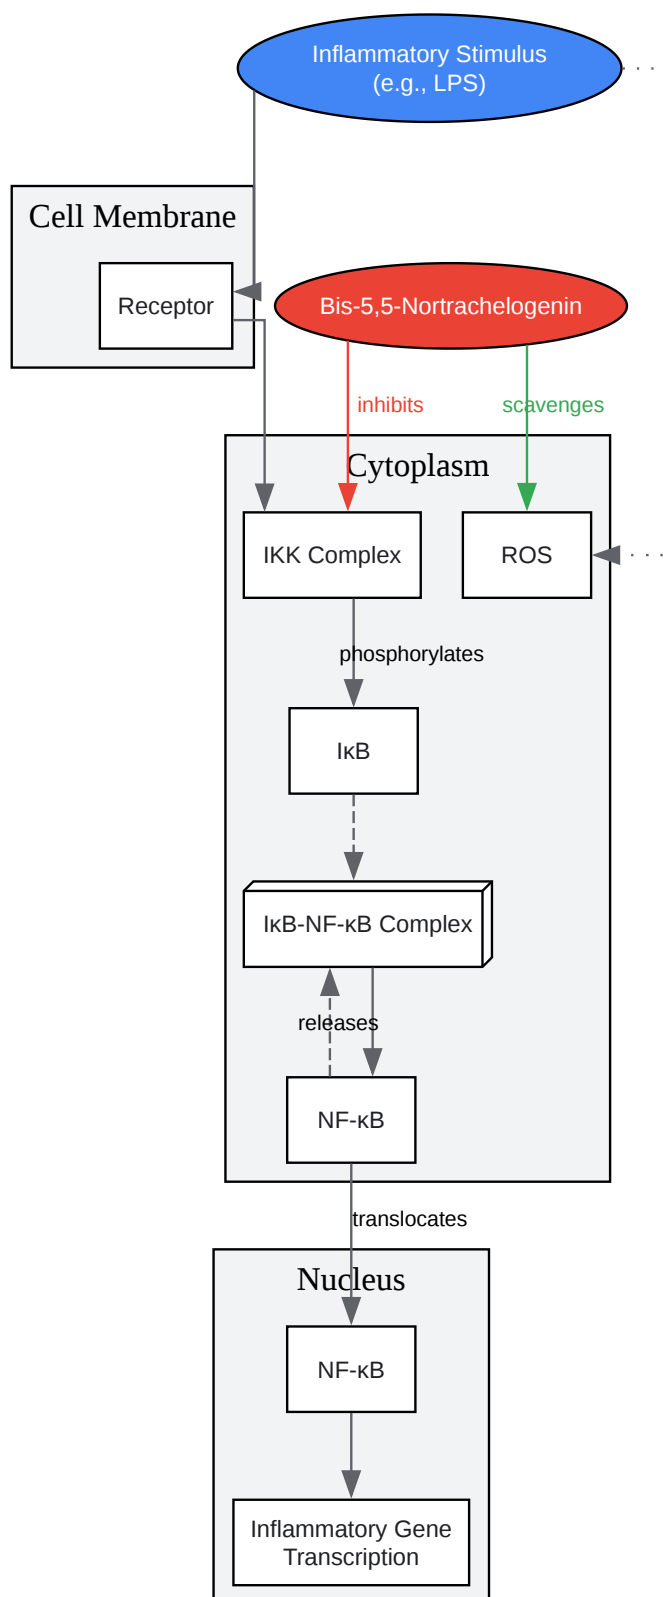 Inflammatory Stimulus
(e.g., LPS)
Cell Membrane
Receptor
Bis-5,5-Nortrachelogenin
inhibits
scavenges
Cytoplasm
IKK Complex
ROS
phosphorylates
IκB
IκB-NF-κB Complex
releases
NF-κB
translocates
Nucleus
NF-κB
Inflammatory Gene
Transcription